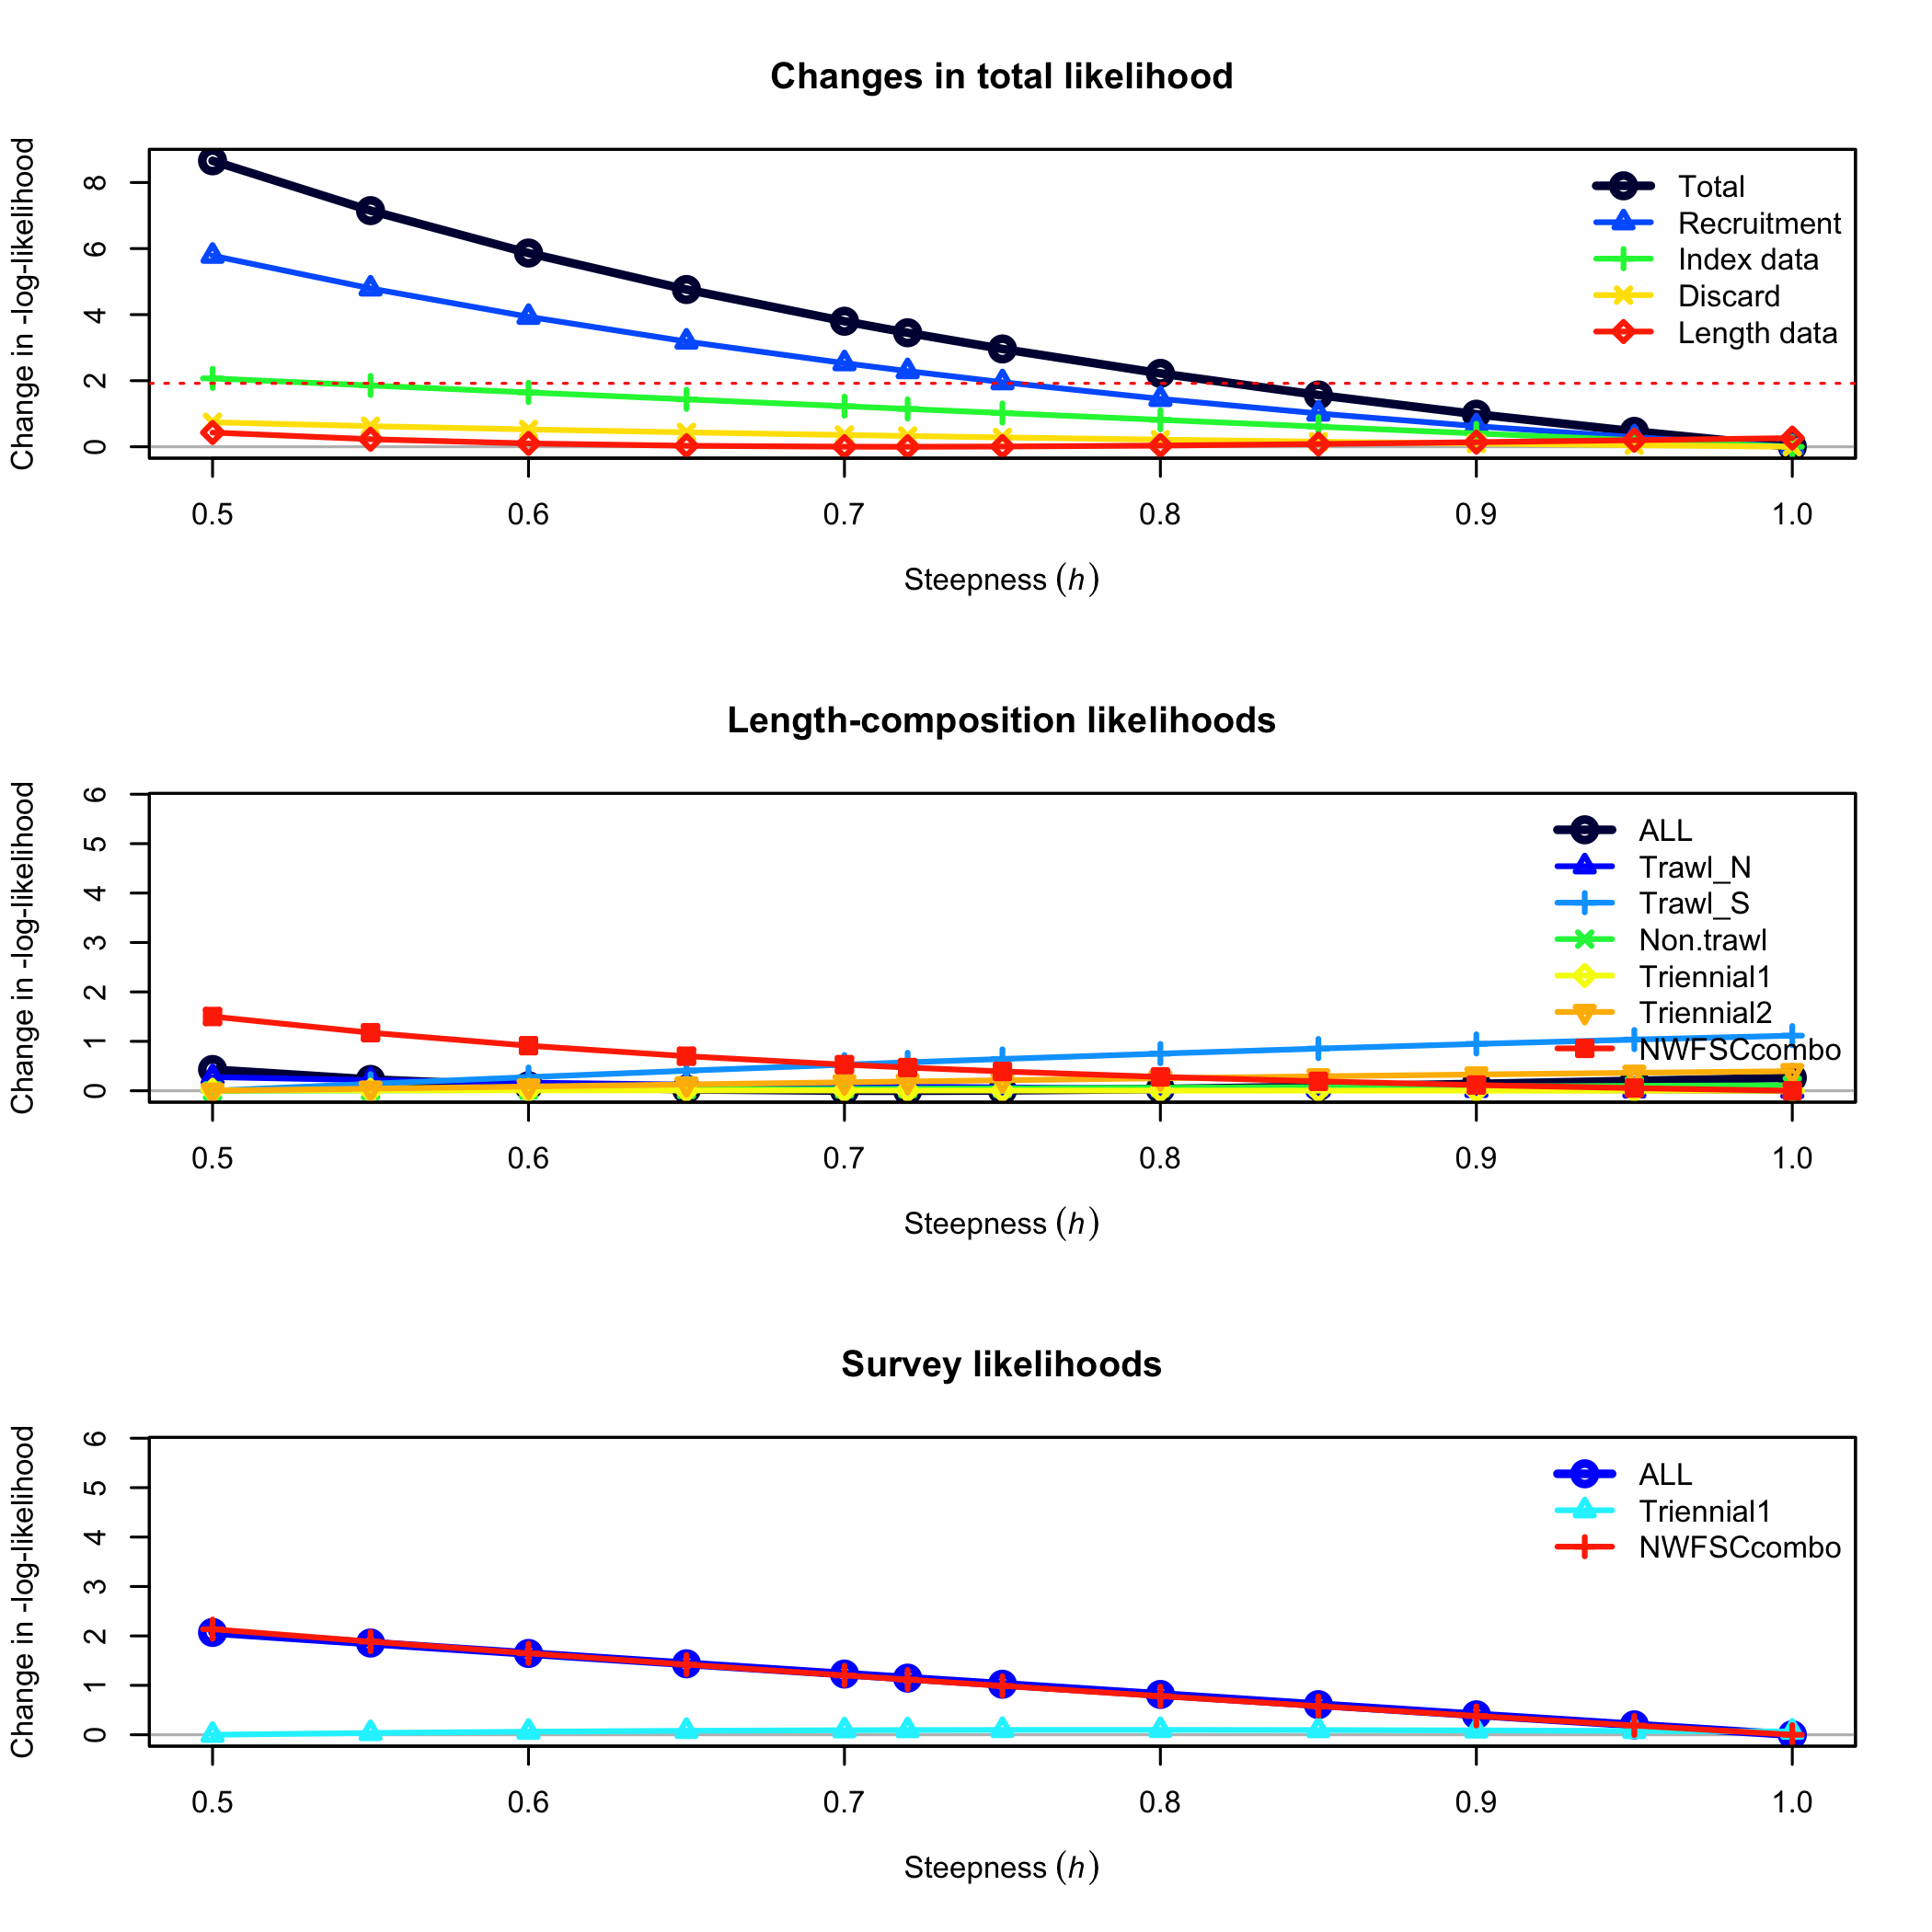 Changes in total likelihood
Change in -log-likelihood
8
6
4
2
0
Total
Recruitment
Index data
Discard
Length data
0.5 0.6 0.7 0.8 0.9 1.0
Steepness (h)
Length-composition likelihoods
Change in -log-likelihood
6
5
4
3
2
1
0
ALL
Trawl_N
Trawl_S
Non.trawl
Triennial1
Triennial2
NWFSCcombo
0.5 0.6 0.7 0.8 0.9 1.0
Steepness (h)
Survey likelihoods
Change in -log-likelihood
6
5
4
3
2
1
0
ALL
Triennial1
NWFSCcombo
0.5 0.6 0.7 0.8 0.9 1.0
Steepness (h)